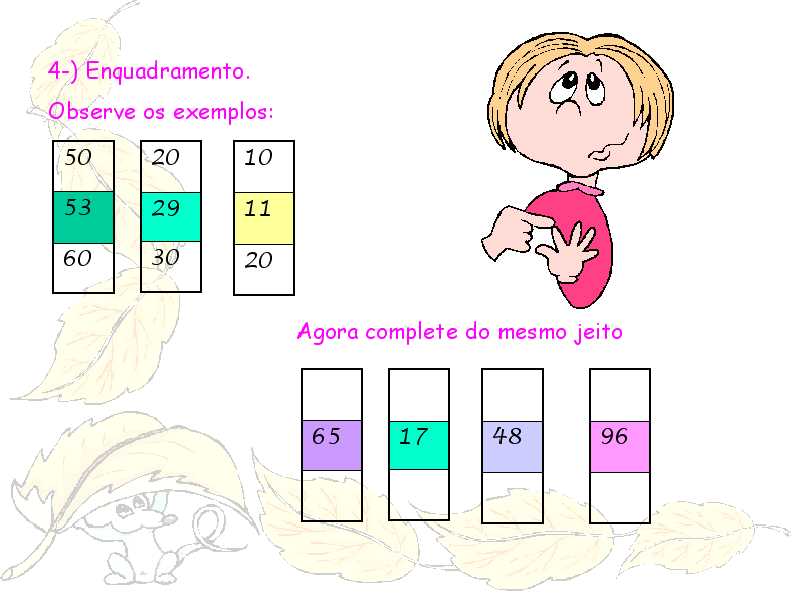 4-) Enquadramento.
Observe os exemplos:
50 20 10
53 29 11
60 30 20
Agora complete do mesmo jeito
65 17 48 96